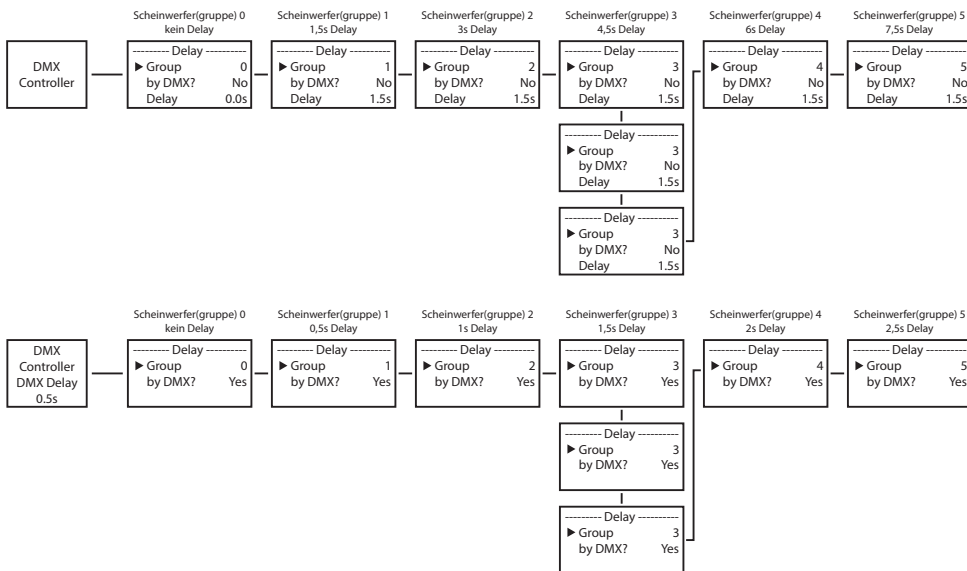 Scheinwerfer(gruppe) 0
kein Delay
Scheinwerfer(gruppe) 1
1,5s Delay
Scheinwerfer(gruppe) 2
3s Delay
Scheinwerfer(gruppe) 3
4,5s Delay
Scheinwerfer(gruppe) 4
6s Delay
Scheinwerfer(gruppe) 5
7,5s Delay
DMX
Controller
--------- Delay ----------
▶ Group 0
by DMX? No
Delay 0.0s
--------- Delay ----------
▶ Group 1
by DMX? No
Delay 1.5s
--------- Delay ----------
▶ Group 2
by DMX? No
Delay 1.5s
--------- Delay ----------
▶ Group 3
by DMX? No
Delay 1.5s
--------- Delay ----------
▶ Group 3
by DMX? No
Delay 1.5s
--------- Delay ----------
▶ Group 3
by DMX? No
Delay 1.5s
--------- Delay ----------
▶ Group 4
by DMX? No
Delay 1.5s
--------- Delay ----------
▶ Group 5
by DMX? No
Delay 1.5s
Scheinwerfer(gruppe) 0
kein Delay
Scheinwerfer(gruppe) 1
0,5s Delay
Scheinwerfer(gruppe) 2
1s Delay
Scheinwerfer(gruppe) 3
1,5s Delay
Scheinwerfer(gruppe) 4
2s Delay
Scheinwerfer(gruppe) 5
2,5s Delay
DMX
Controller
DMX Delay
0.5s
--------- Delay ----------
▶ Group 0
by DMX? Yes
--------- Delay ----------
▶ Group 1
by DMX? Yes
--------- Delay ----------
▶ Group 2
by DMX? Yes
--------- Delay ----------
▶ Group 3
by DMX? Yes
--------- Delay ----------
▶ Group 3
by DMX? Yes
--------- Delay ----------
▶ Group 3
by DMX? Yes
--------- Delay ----------
▶ Group 4
by DMX? Yes
--------- Delay ----------
▶ Group 5
by DMX? Yes